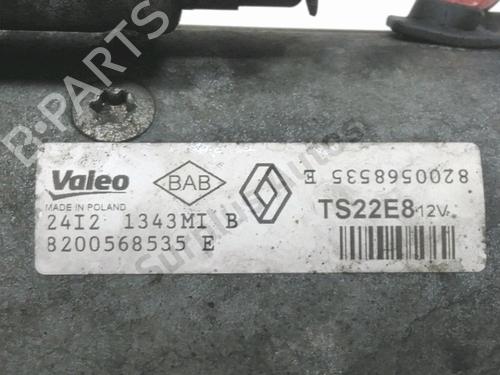 B-PARTS
Valeo
BAB
MADE IN POLAND
24I2 1343MI B
8200568535 E
8200568535 E
TS22E8 12V